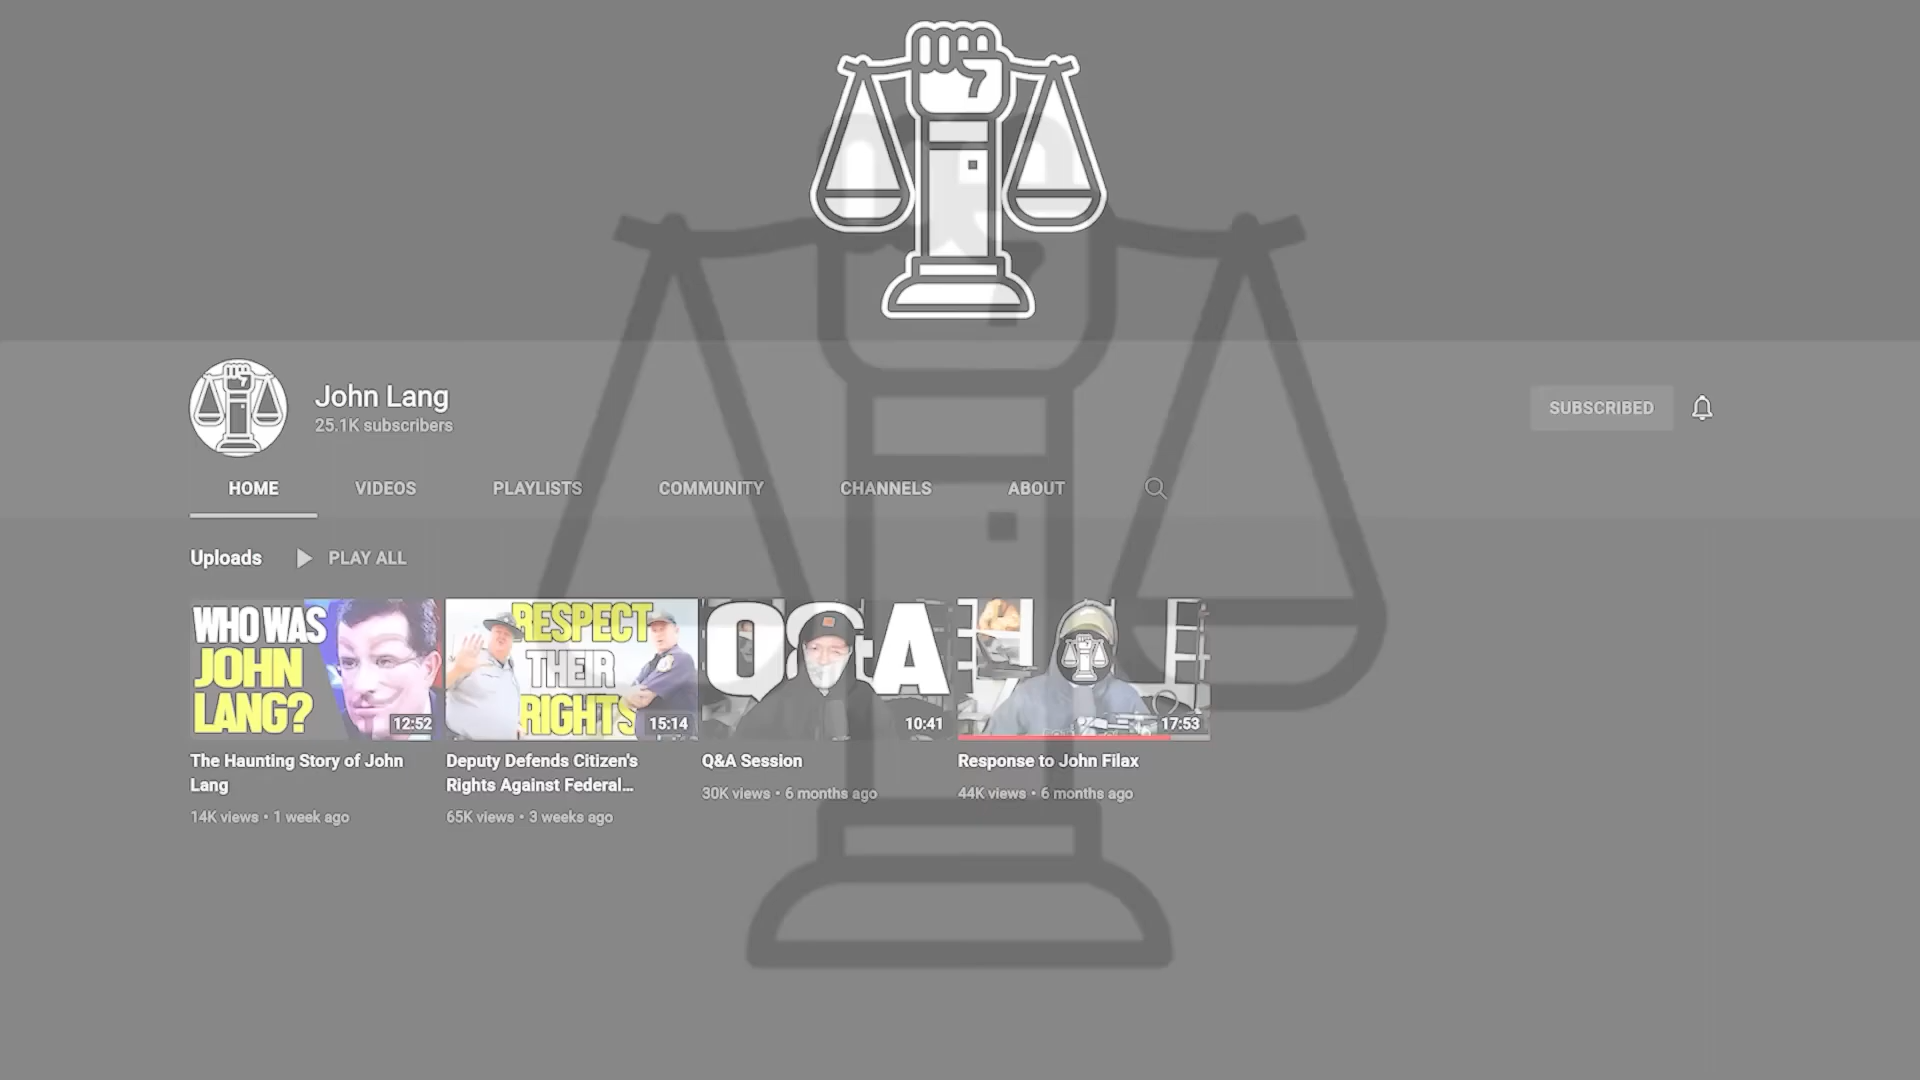 John Lang
25.1K subscribers
SUBSCRIBED
HOME
VIDEOS
PLAYLISTS
COMMUNITY
CHANNELS
ABOUT
Uploads
PLAY ALL
WHO WAS
JOHN
LANG?
12:52
The Haunting Story of John
Lang
14K views • 1 week ago
RESPECT
THEIR
RIGHTS
15:14
Deputy Defends Citizen's
Rights Against Federal...
65K views • 3 weeks ago
Q&A
10:41
Q&A Session
30K views • 6 months ago
17:53
Response to John Filax
44K views • 6 months ago